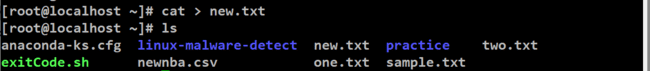 [root@localhost ~]# cat > new.txt
[root@localhost ~]# ls
anaconda-ks.cfg  linux-malware-detect  new.txt  practice  two.txt
exitCode.sh  newnba.csv  one.txt  sample.txt